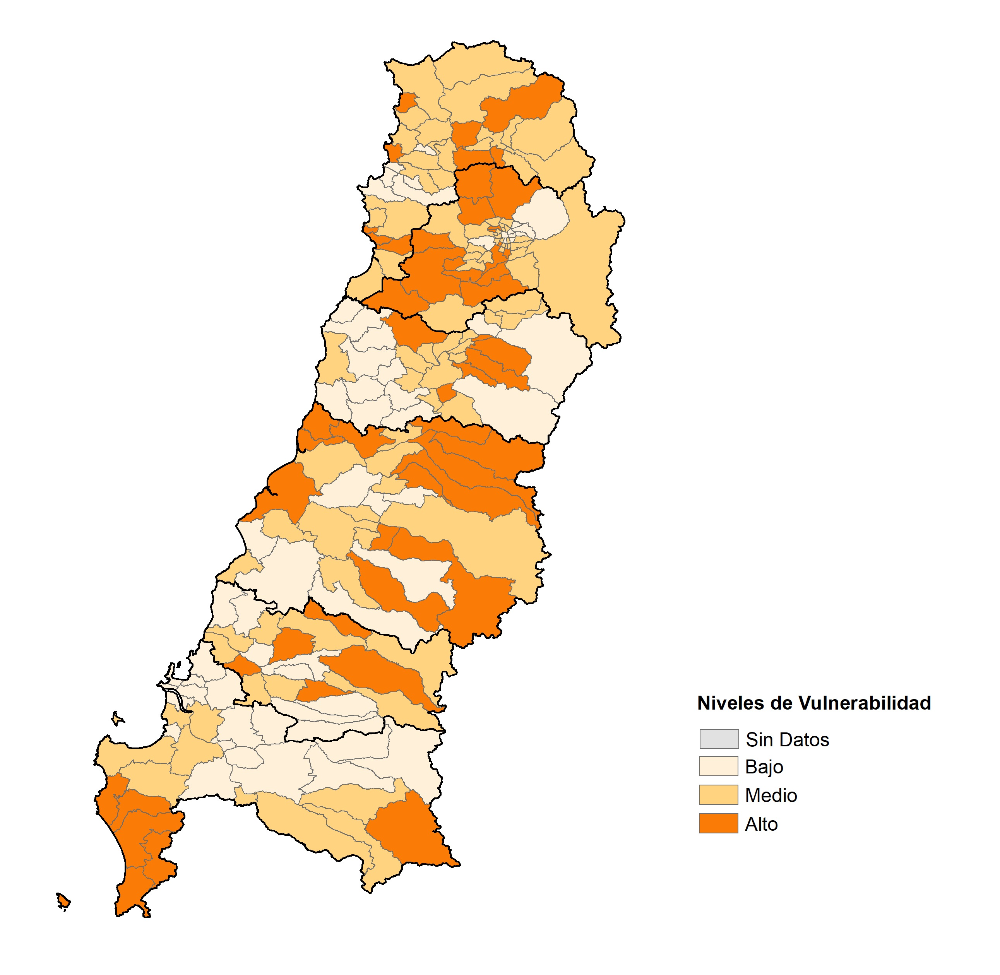 Niveles de Vulnerabilidad
Sin Datos
Bajo
Medio
Alto